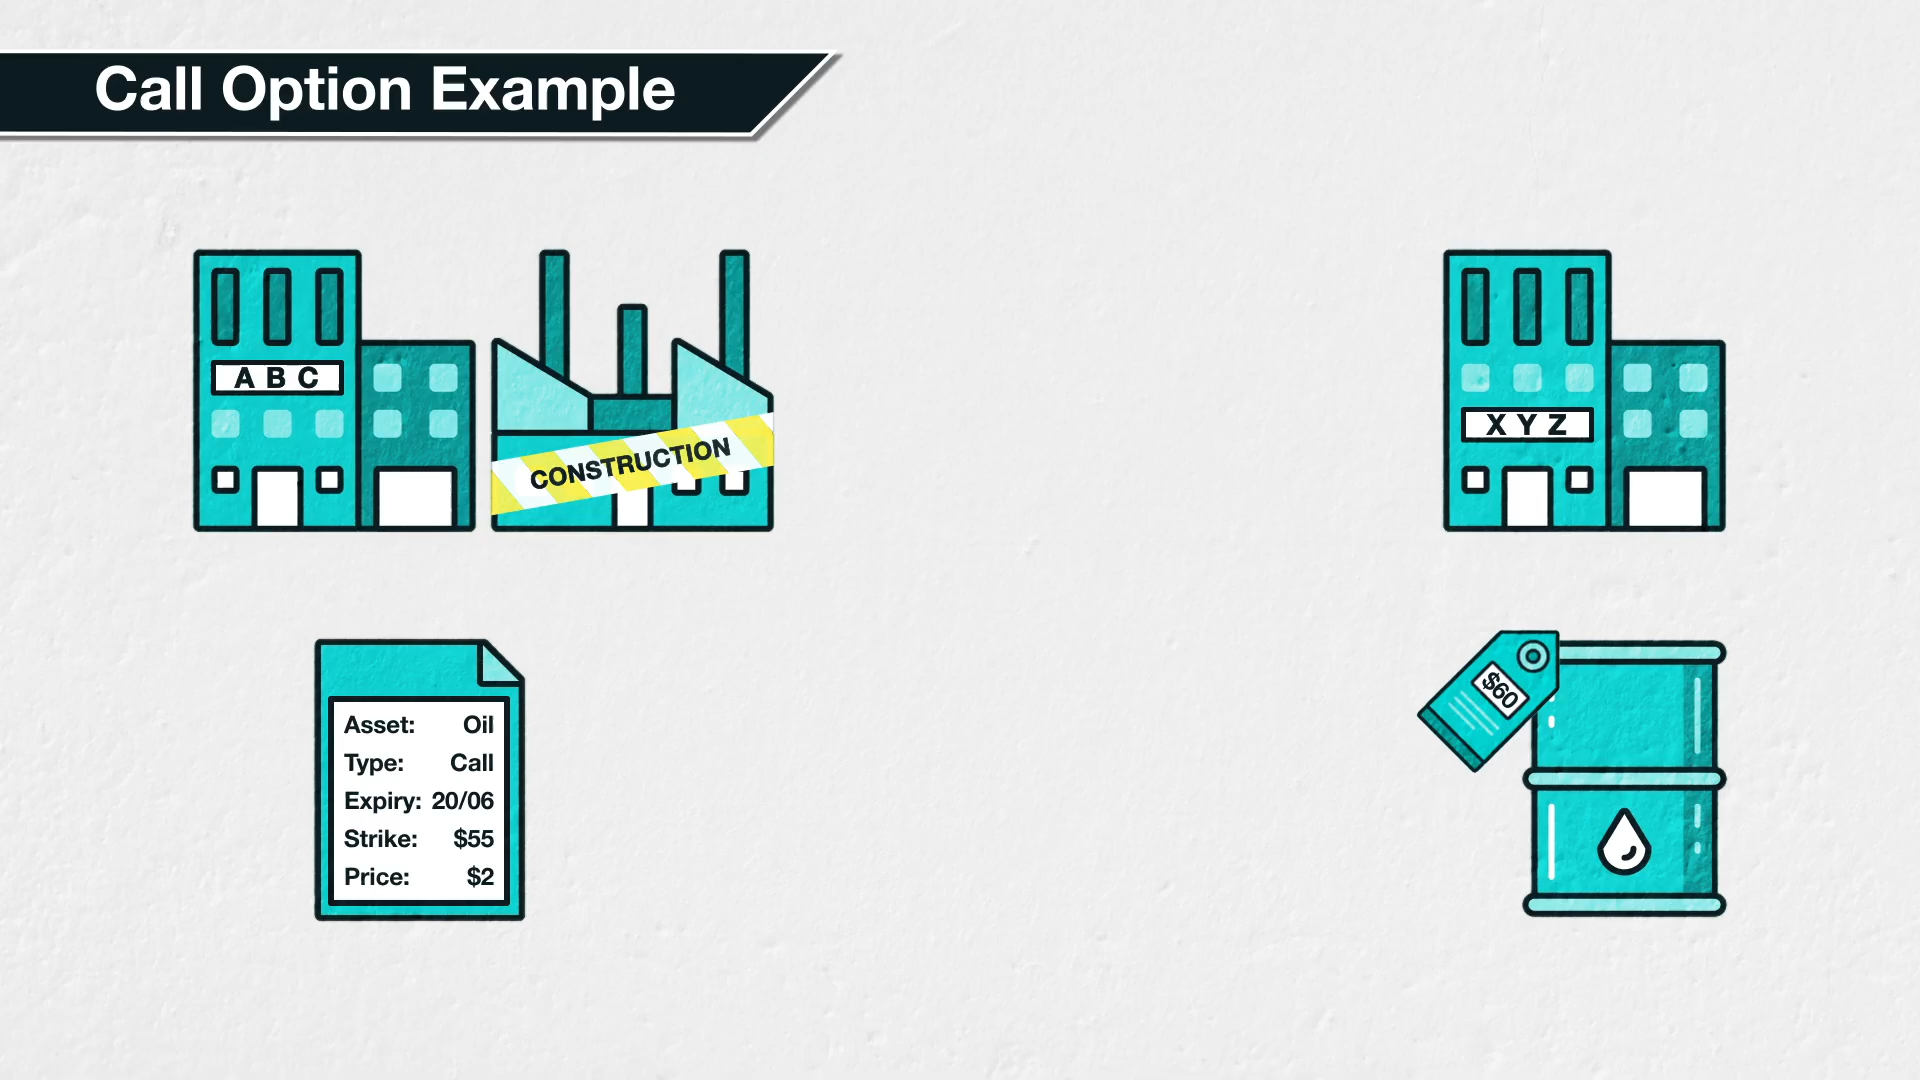 Call Option Example
A B C
CONSTRUCTION
X Y Z
Asset: Oil
Type: Call
Expiry: 20/06
Strike: $55
Price: $2
$60